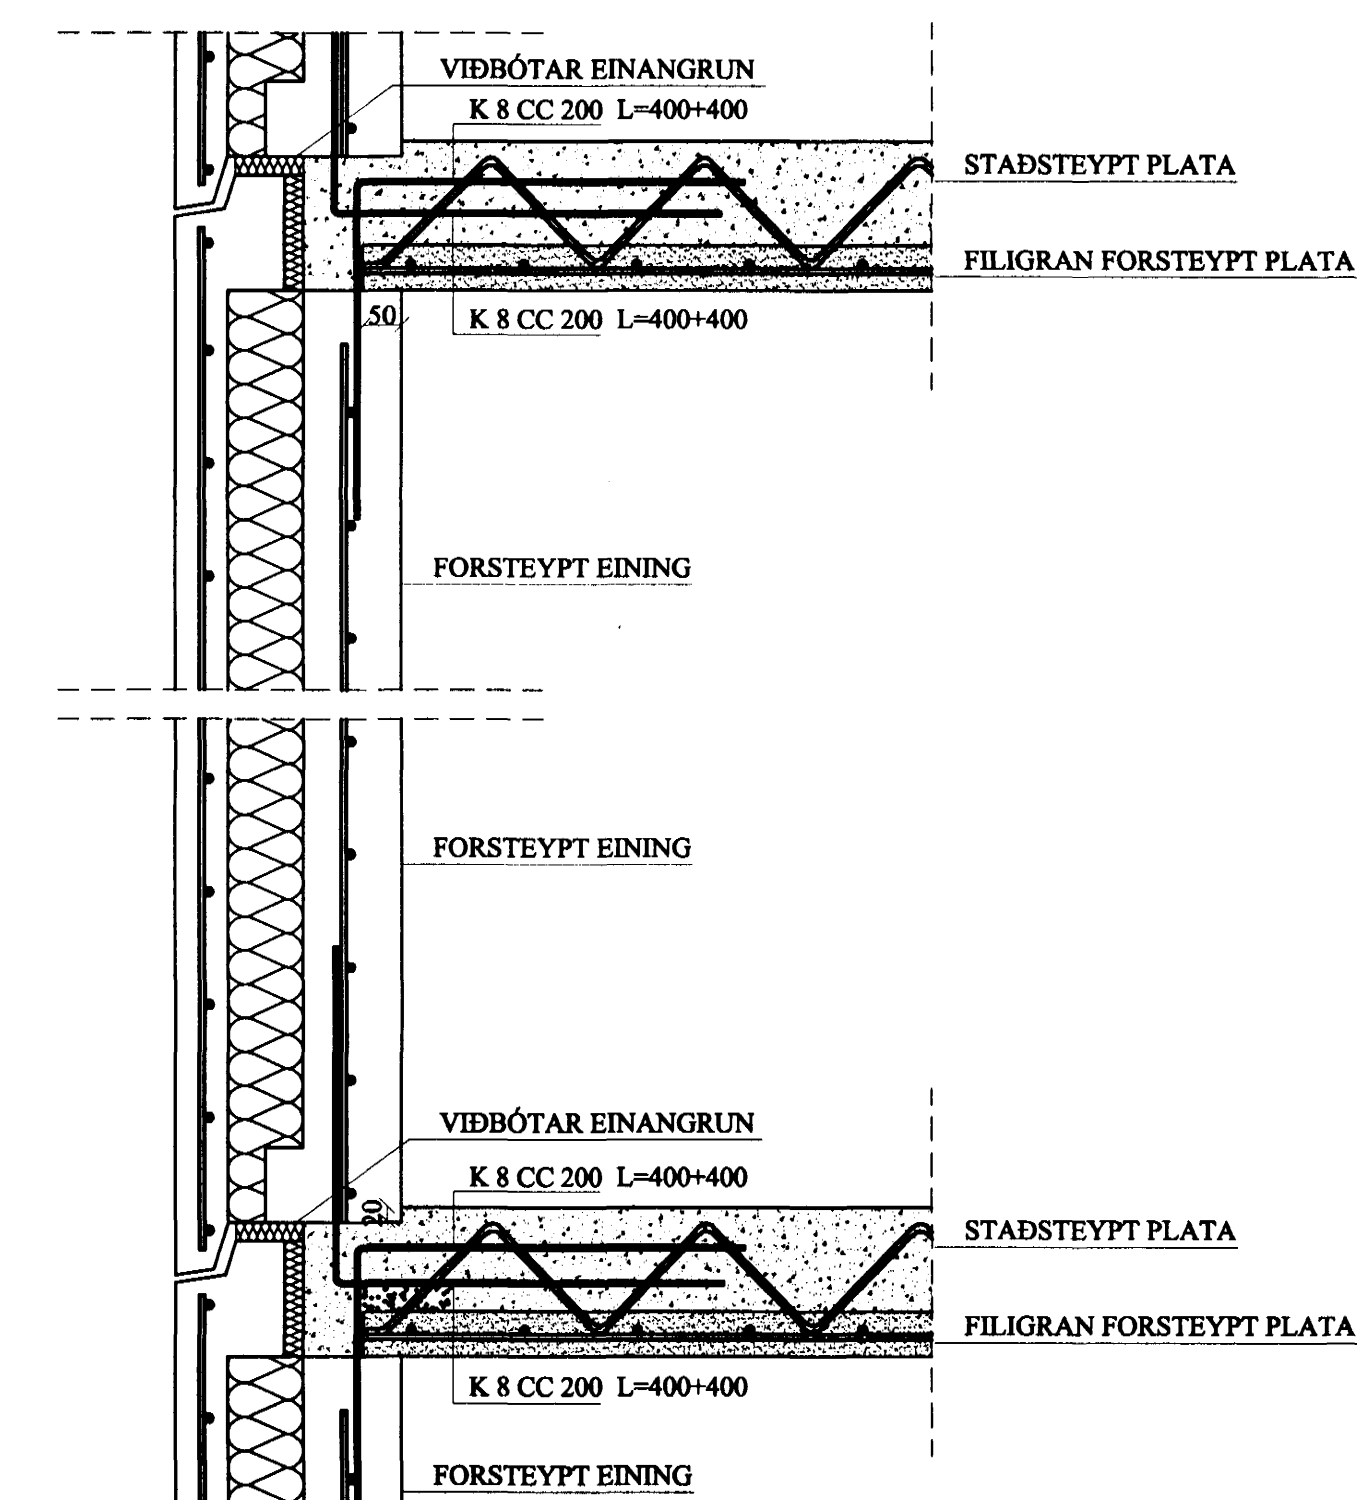 VIÐBÓTAR EINANGRUN
K 8 CC 200 L=400+400
STAÐSTEYPT PLATA
FILIGRAN FORSTEYPT PLATA
50
K 8 CC 200 L=400+400
FORSTEYPT EINING
FORSTEYPT EINING
VIÐBÓTAR EINANGRUN
K 8 CC 200 L=400+400
20
STAÐSTEYPT PLATA
FILIGRAN FORSTEYPT PLATA
K 8 CC 200 L=400+400
FORSTEYPT EINING